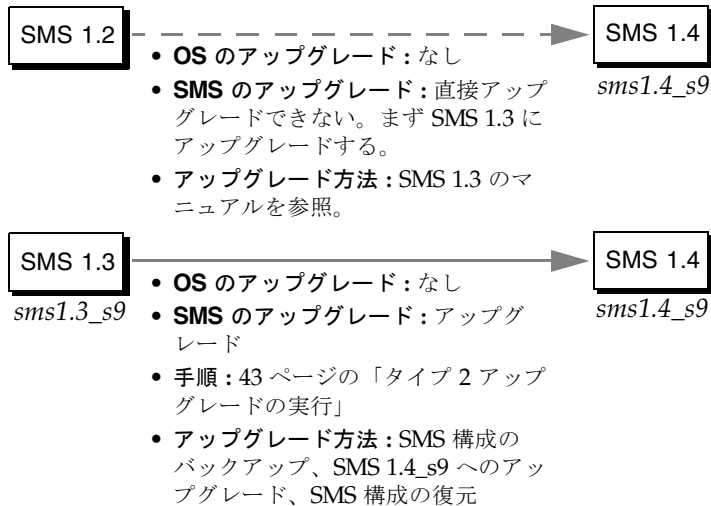 SMS 1.2
SMS 1.4
sms1.4_s9
• OS のアップグレード : なし
• SMS のアップグレード : 直接アップ
グレードできない。まず SMS 1.3 に
アップグレードする。
• アップグレード方法 : SMS 1.3 のマ
ニュアルを参照。
SMS 1.3
sms1.3_s9
SMS 1.4
sms1.4_s9
• OS のアップグレード : なし
• SMS のアップグレード : アップグ
レード
• 手順 : 43 ページの「タイプ 2 アップ
グレードの実行」
• アップグレード方法 : SMS 構成の
バックアップ、SMS 1.4_s9 へのアッ
プグレード、SMS 構成の復元